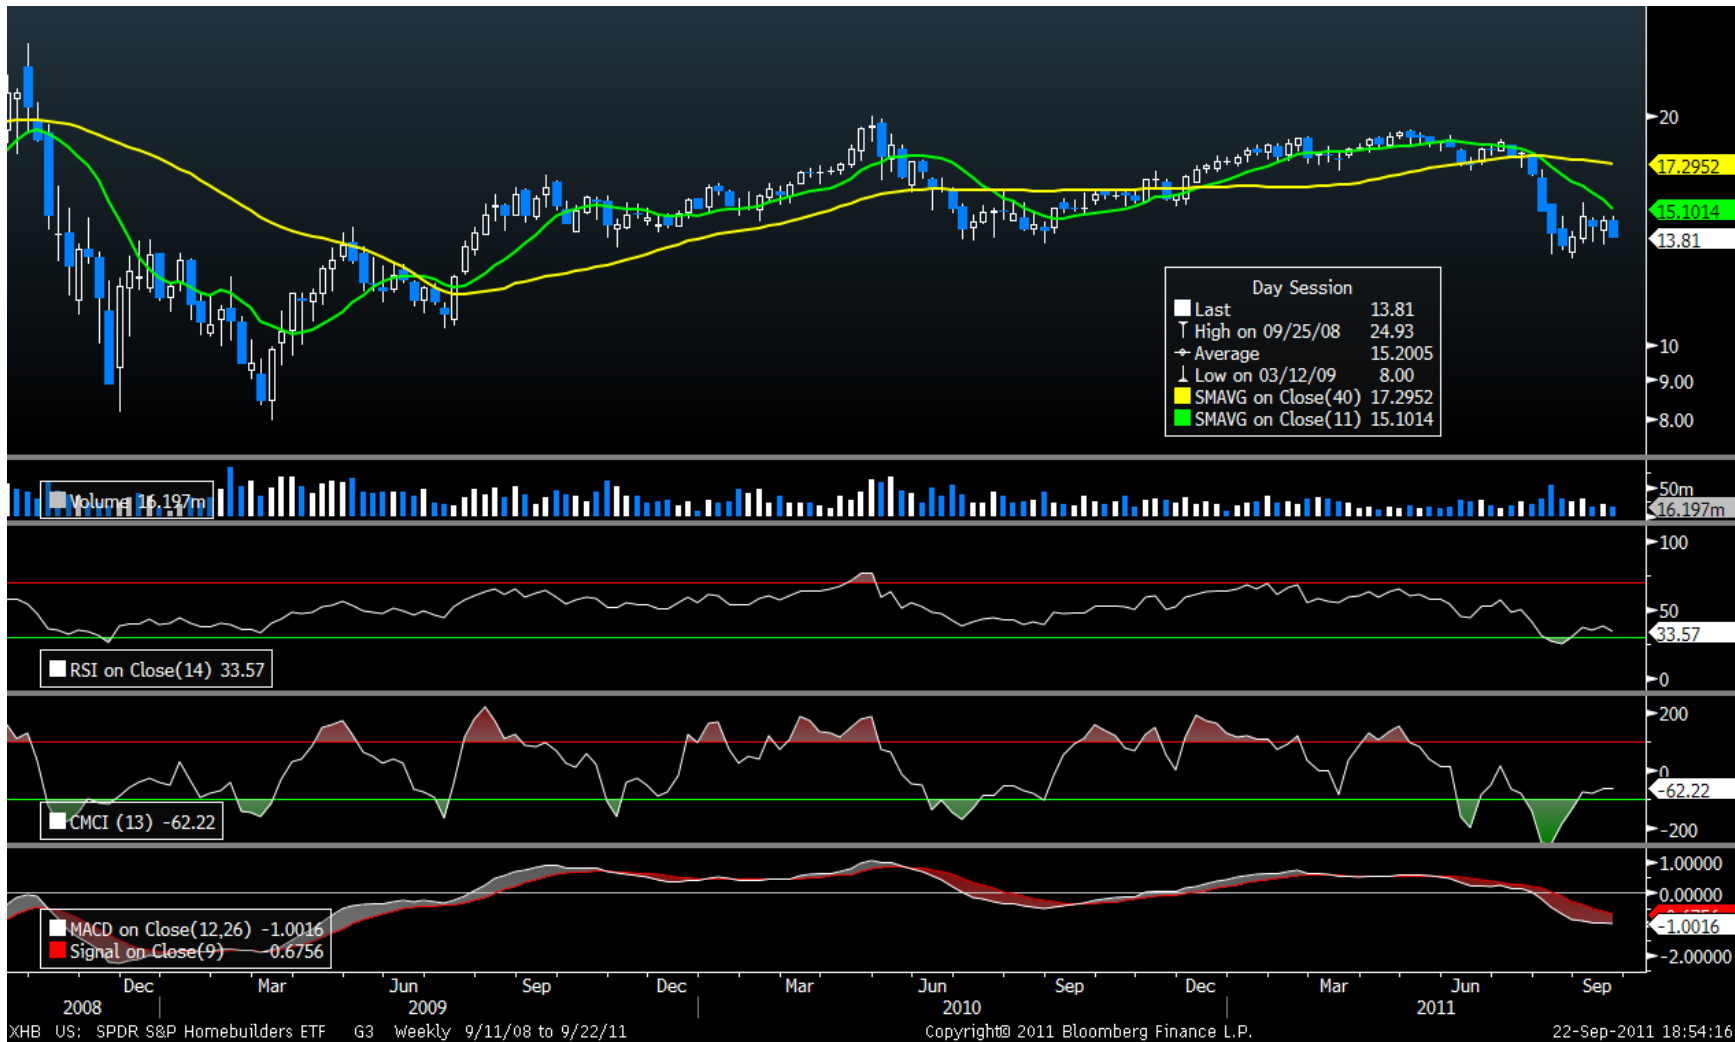 20
17.2952
15.1014
13.81
10
9.00
8.00
Day Session
Last 13.81
High on 09/25/08 24.93
Average 15.2005
Low on 03/12/09 8.00
SMAVG on Close(40) 17.2952
SMAVG on Close(11) 15.1014
Volume 16.197m
50m
16.197m
100
50
33.57
0
RSI on Close(14) 33.57
200
0
-62.22
-200
CMCI (13) -62.22
1.00000
0.00000
-0.6756
-1.0016
-2.00000
MACD on Close(12,26) -1.0016
Signal on Close(9) -0.6756
Dec Mar Jun Sep Dec Mar Jun Sep Dec Mar Jun Sep
2008 2009 2010 2011
XHB US: SPDR S&P Homebuilders ETF G3 Weekly 9/11/08 to 9/22/11 Copyright© 2011 Bloomberg Finance L.P. 22-Sep-2011 18:54:16